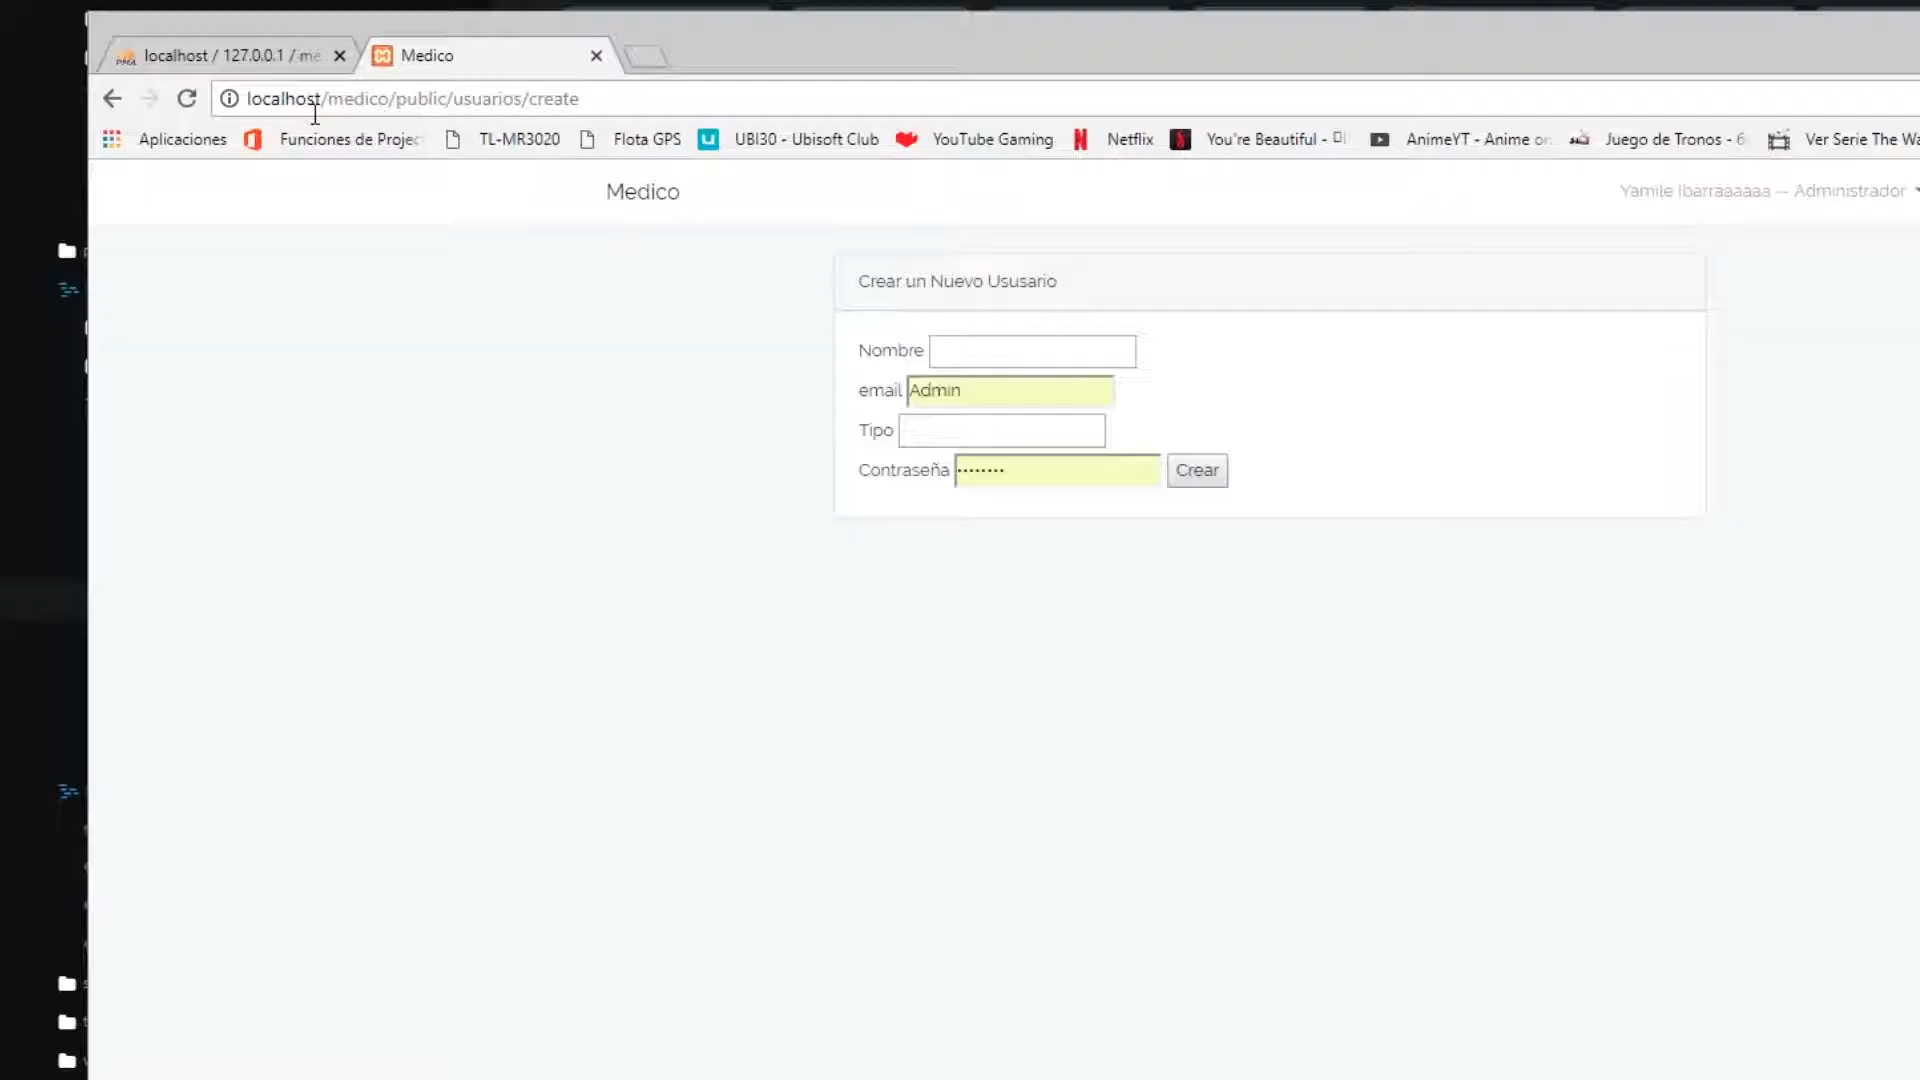 localhost / 127.0.0.1 / me
Medico
localhost/medico/public/usuarios/create
Aplicaciones
Funciones de Projec
TL-MR3020
Flota GPS
UBI30 - Ubisoft Club
YouTube Gaming
Netflix
You're Beautiful -
AnimeYT - Anime on
Juego de Tronos - 6
Ver Serie The Wa
Medico
Yamile Ibarraaaaaa -- Administrador
Crear un Nuevo Ususario
Nombre
email Admin
Tipo
Contraseña •••••••• Crear